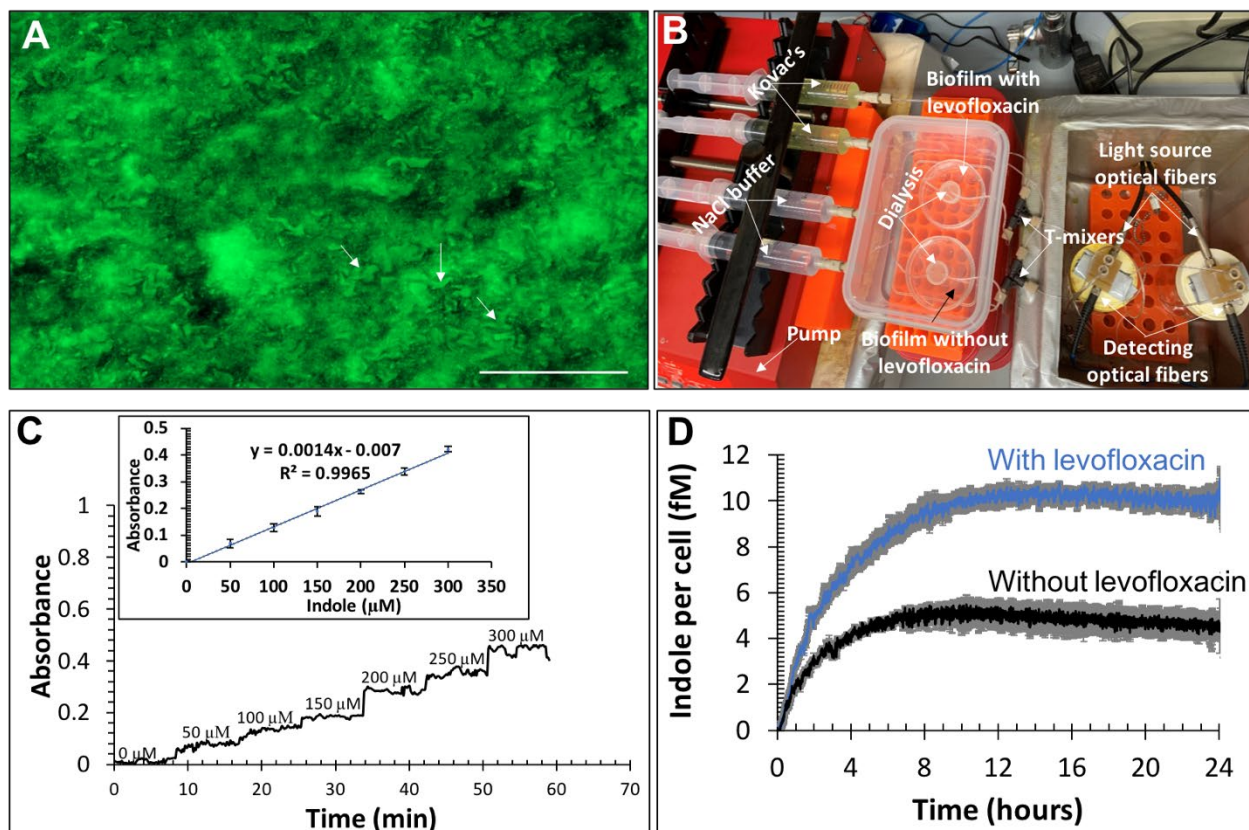 A
B
Kovac's
Biofilm with
levofloxacin
NaCl buffer
Dialysis
Light source
optical fibers
T-mixers
Pump
Biofilm without
levofloxacin
Detecting
optical fibers
C
0.5
0.4
0.3
0.2
0.1
0
Absorbance
y = 0.0014x - 0.007
R² = 0.9965
0 50 100 150 200 250 300 350
Indole (μM)
1
0.8
0.6
0.4
0.2
0
Absorbance
0 μM
50 μM
100 μM
150 μM
200 μM
250 μM
300 μM
0 10 20 30 40 50 60 70
Time (min)
D
12
10
8
6
4
2
0
Indole per cell (fM)
With levofloxacin
Without levofloxacin
0 4 8 12 16 20 24
Time (hours)